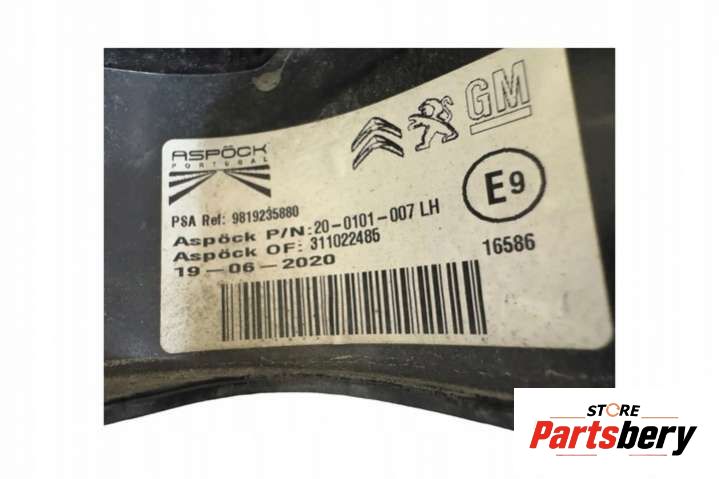 GM
ASPÖCK
PORTUGAL
E9
PSA Ref: 9819235880
Aspöck P/N: 20-0101-007 LH
Aspöck OF: 311022485
19-06-2020
16586
STORE
Partsbery